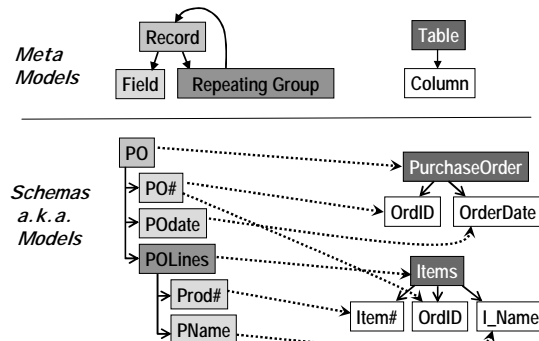 Meta
Models
Record
Field
Repeating Group
Table
Column
Schemas
a.k.a.
Models
PO
PO#
POdate
POLines
Prod#
PName
PurchaseOrder
OrdID
OrderDate
Items
Item#
OrdID
I_Name